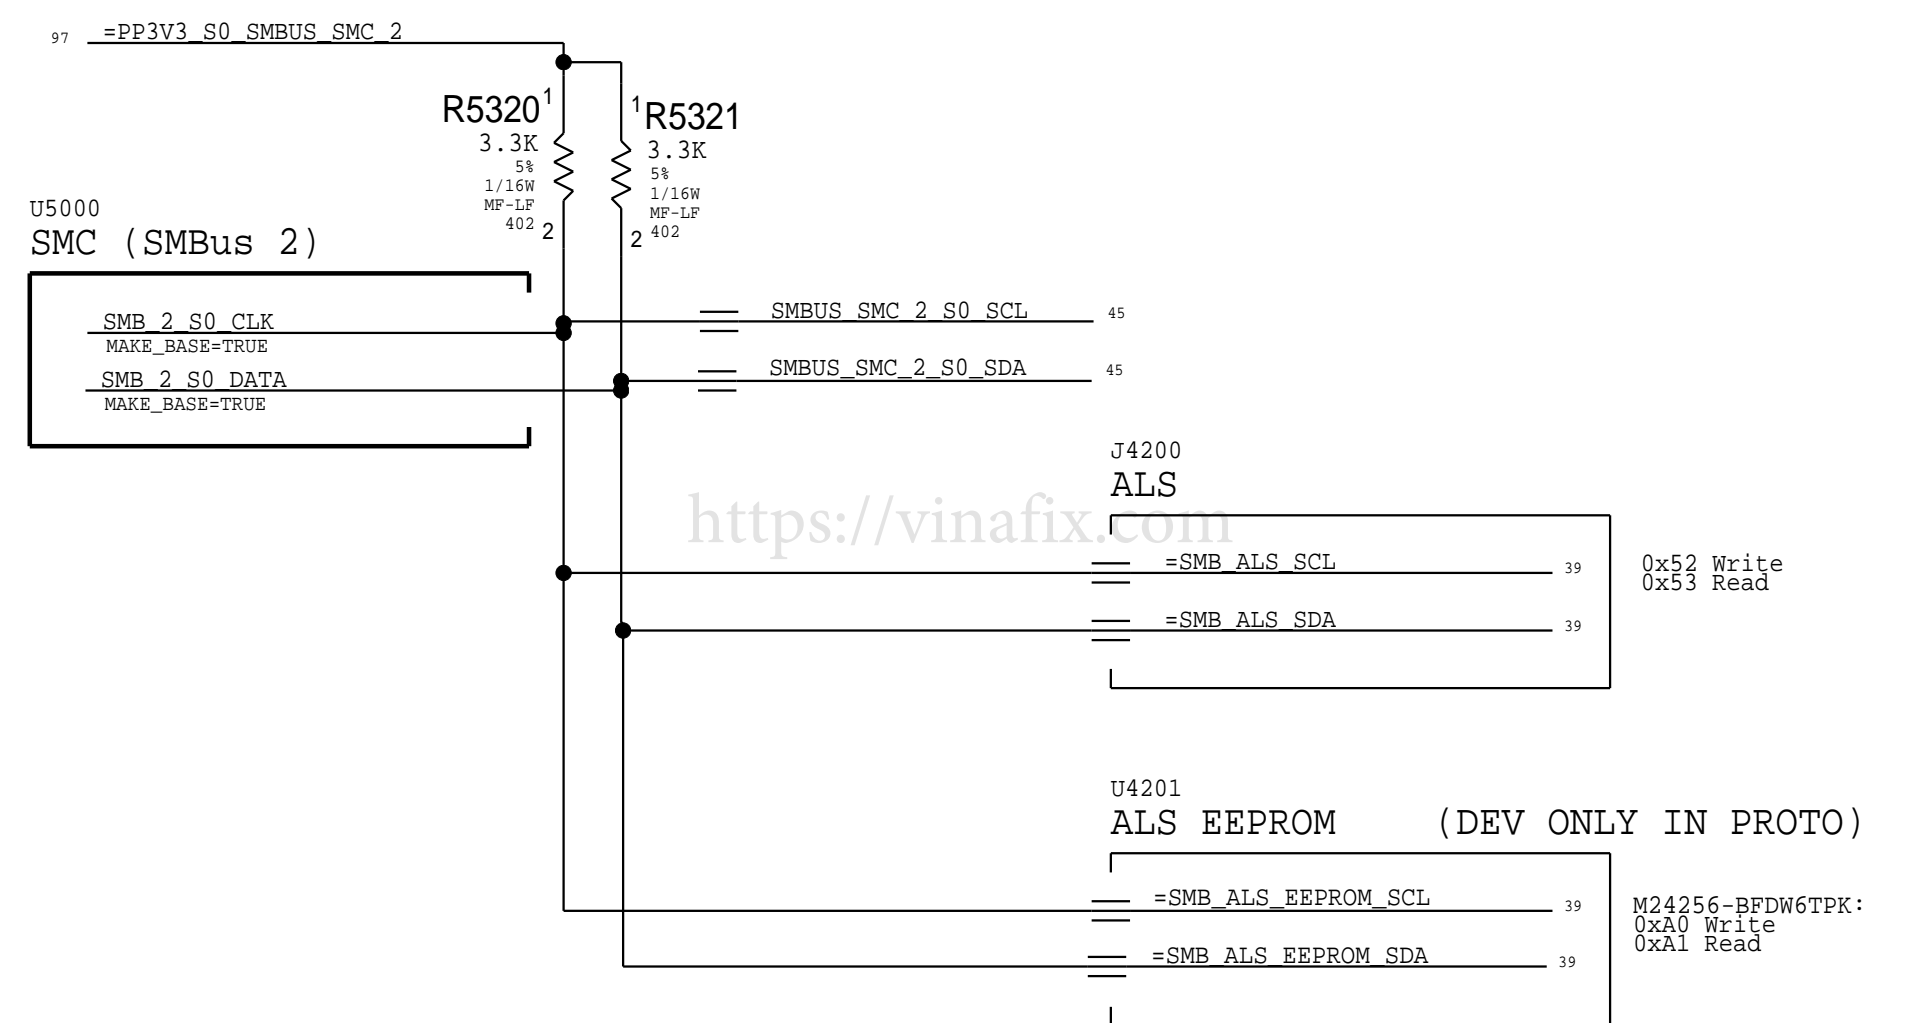 97 =PP3V3_S0_SMBUS_SMC_2
R5320 1
3.3K
5%
1/16W
MF-LF
402 2
1 R5321
3.3K
5%
1/16W
MF-LF
2 402
U5000
SMC (SMBus 2)
SMB_2_S0_CLK
MAKE_BASE=TRUE
SMB_2_S0_DATA
MAKE_BASE=TRUE
SMBUS_SMC_2_S0_SCL 45
SMBUS_SMC_2_S0_SDA 45
J4200
ALS
https://vinafix.com
=SMB_ALS_SCL 39
=SMB_ALS_SDA 39
0x52 Write
0x53 Read
U4201
ALS EEPROM (DEV ONLY IN PROTO)
=SMB_ALS_EEPROM_SCL 39
=SMB_ALS_EEPROM_SDA 39
M24256-BFDW6TPK:
0xA0 Write
0xA1 Read